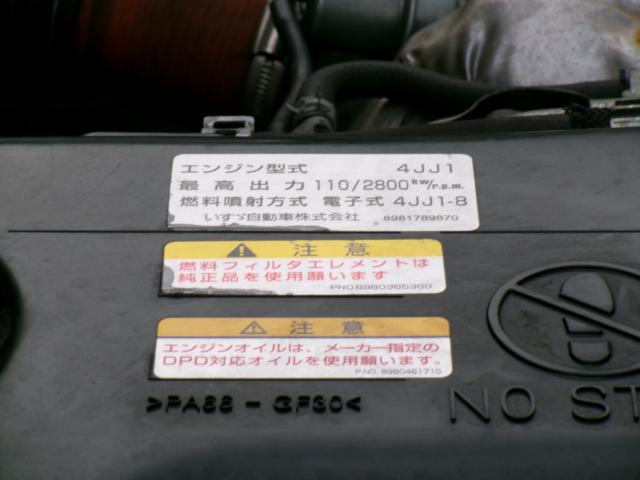 エンジン型式 4JJ1
最高出力 110/2800 kW/r.p.m.
燃料噴射方式 電子式 4JJ1-8
いすゞ自動車株式会社 8981789870
⚠ 注意
燃料フィルタエレメントは
純正品を使用願います
PNO.8980365360
⚠ 注意
エンジンオイルは、メーカー指定の
DPD対応オイルを使用願います。
P.NO. 8980461710
>PA66-GF30<
NO ST